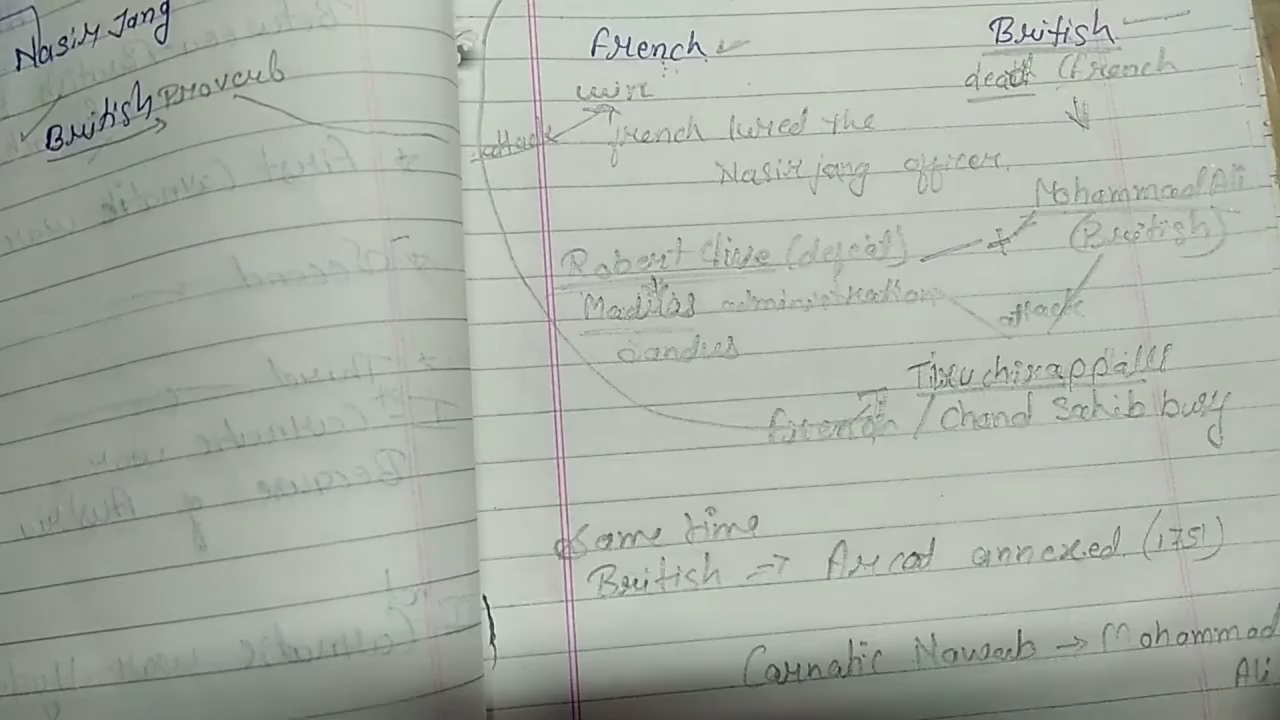 Nasir Jang
British Proverb
French
British
win
death (french
attack
french lured the
Nasir jang officer.
Mohammad Ali
(British)
Robert Clive (defeat)
+
Madras administration
attack
Tiruchirappally
french / Chand Sahib busy
Same time
British ⇒ Arcot annexed (1751)
Carnatic Nawab → Mohammad
Ali